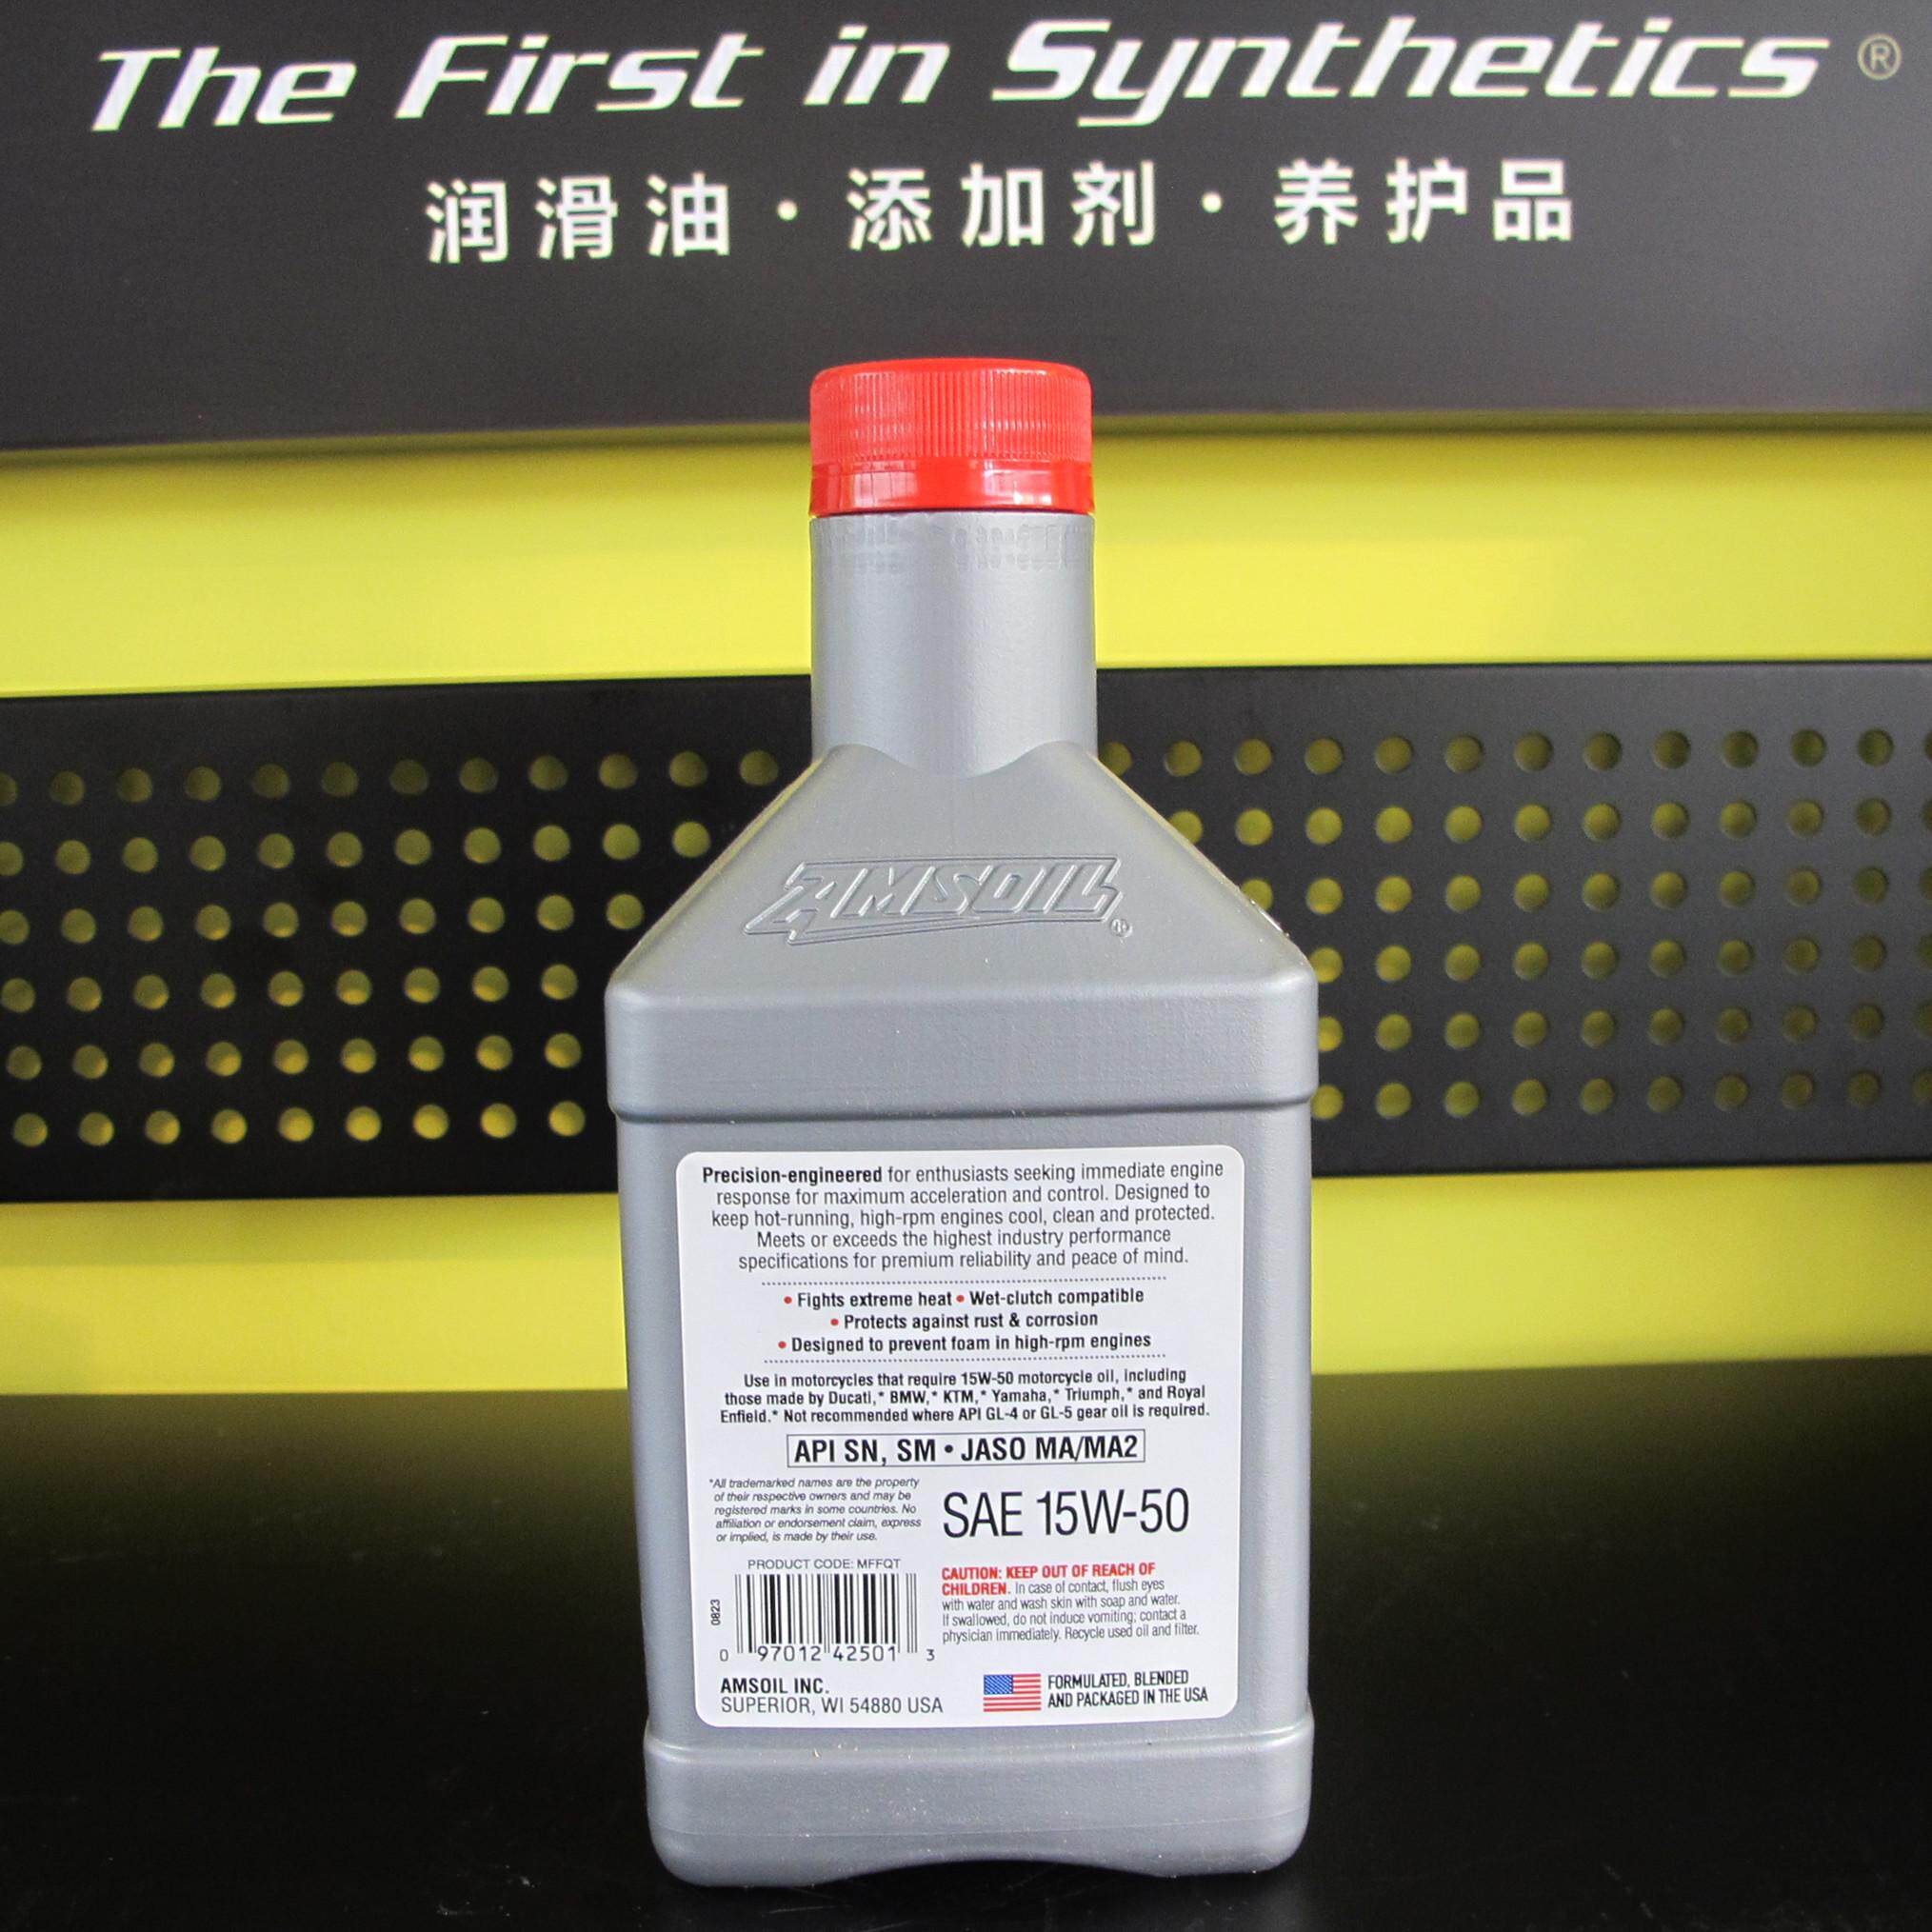 The First in Synthetics®
润滑油·添加剂·养护品
AMSOIL®
Precision-engineered for enthusiasts seeking immediate engine
response for maximum acceleration and control. Designed to
keep hot-running, high-rpm engines cool, clean and protected.
Meets or exceeds the highest industry performance
specifications for premium reliability and peace of mind.
• Fights extreme heat • Wet-clutch compatible
• Protects against rust & corrosion
• Designed to prevent foam in high-rpm engines
Use in motorcycles that require 15W-50 motorcycle oil, including
those made by Ducati,* BMW,* KTM,* Yamaha,* Triumph,* and Royal
Enfield.* Not recommended where API GL-4 or GL-5 gear oil is required.
API SN, SM • JASO MA/MA2
*All trademarked names are the property
of their respective owners and may be
registered marks in some countries. No
affiliation or endorsement claim, express
or implied, is made by their use.
SAE 15W-50
PRODUCT CODE: MFFQT
0823
0 97012 42501 3
CAUTION: KEEP OUT OF REACH OF
CHILDREN. In case of contact, flush eyes
with water and wash skin with soap and water.
If swallowed, do not induce vomiting; contact a
physician immediately. Recycle used oil and filter.
AMSOIL INC.
SUPERIOR, WI 54880 USA
FORMULATED, BLENDED
AND PACKAGED IN THE USA